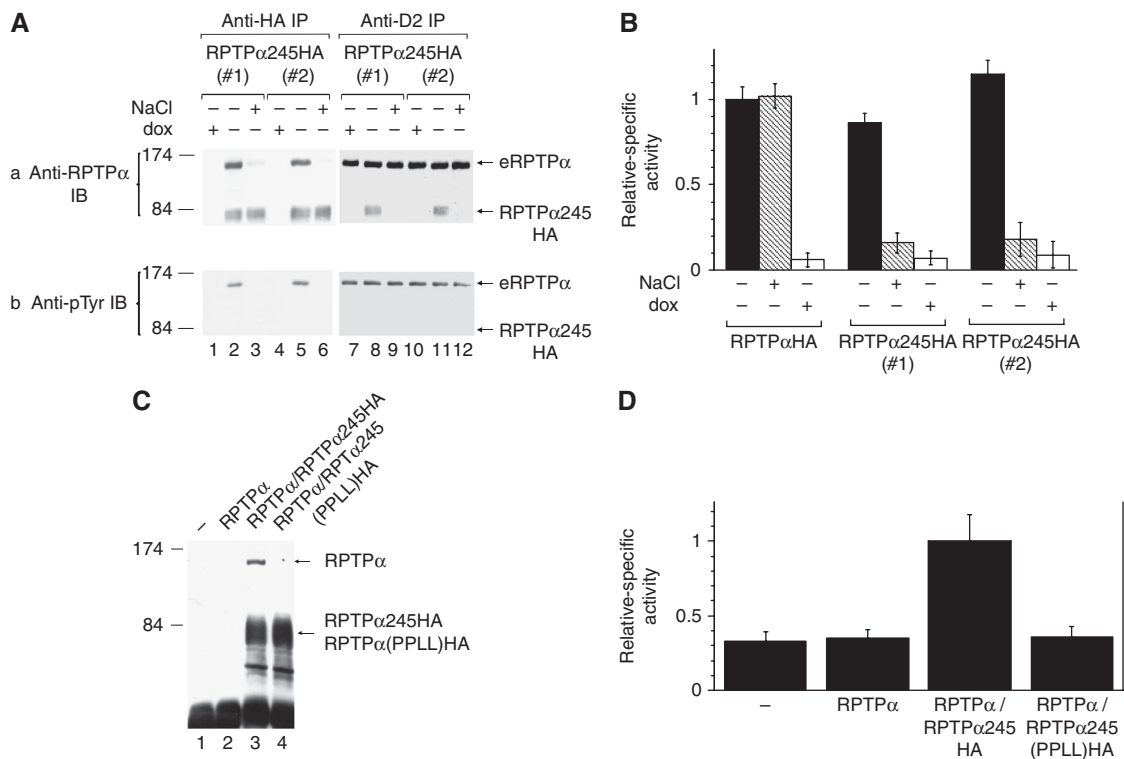 A
Anti-HA IP
Anti-D2 IP
RPTPα245HA
RPTPα245HA
(#1)
(#2)
(#1)
(#2)
NaCl
– – + – – + – – + – – +
dox
+ – – + – – + – – + – –
a Anti-RPTPα
IB
174
84
eRPTPα
RPTPα245
HA
b Anti-pTyr IB
174
84
eRPTPα
RPTPα245
HA
1 2 3 4 5 6 7 8 9 10 11 12
B
Relative-specific
activity
1
0.5
0
NaCl
– + – – + – – + –
dox
– – + – – + – – +
RPTPαHA
RPTPα245HA
(#1)
RPTPα245HA
(#2)
C
–
RPTPα
RPTPα/RPTPα245HA
RPTPα/RPTα245
(PPLL)HA
174
84
RPTPα
RPTPα245HA
RPTPα(PPLL)HA
1 2 3 4
D
Relative-specific
activity
1
0.5
0
–
RPTPα
RPTPα /
RPTPα245
HA
RPTPα /
RPTPα245
(PPLL)HA